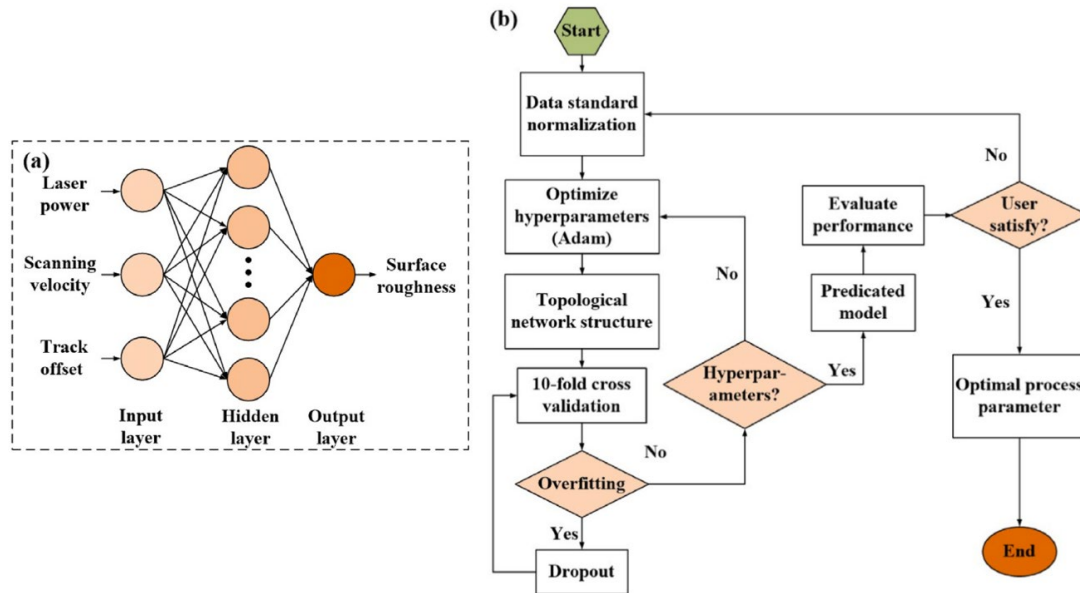 (a)
Laser
power
Scanning
velocity
Track
offset
Surface
roughness
Input
layer
Hidden
layer
Output
layer
(b)
Start
Data standard
normalization
Optimize
hyperparameters
(Adam)
Topological
network structure
10-fold cross
validation
Overfitting
Yes
Dropout
No
Hyperpar-
ameters?
No
Yes
Predicated
model
Evaluate
performance
User
satisfy?
No
Yes
Optimal process
parameter
End